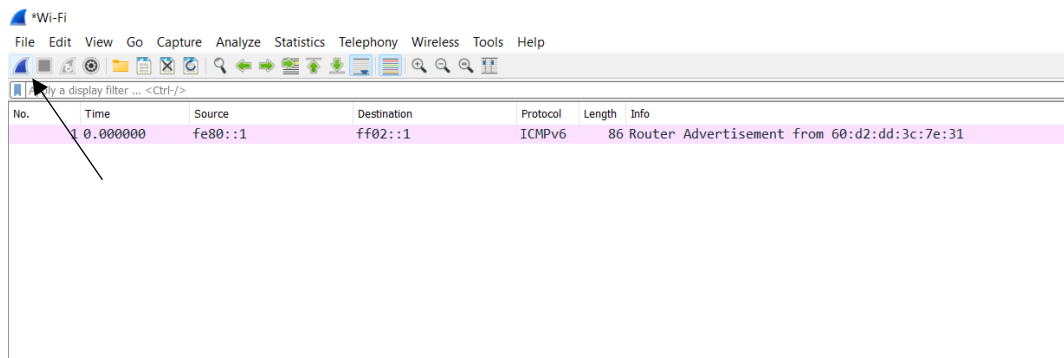 *Wi-Fi
File Edit View Go Capture Analyze Statistics Telephony Wireless Tools Help
Apply a display filter ... <Ctrl-/>
No. Time Source Destination Protocol Length Info
1 0.000000 fe80::1 ff02::1 ICMPv6 86 Router Advertisement from 60:d2:dd:3c:7e:31